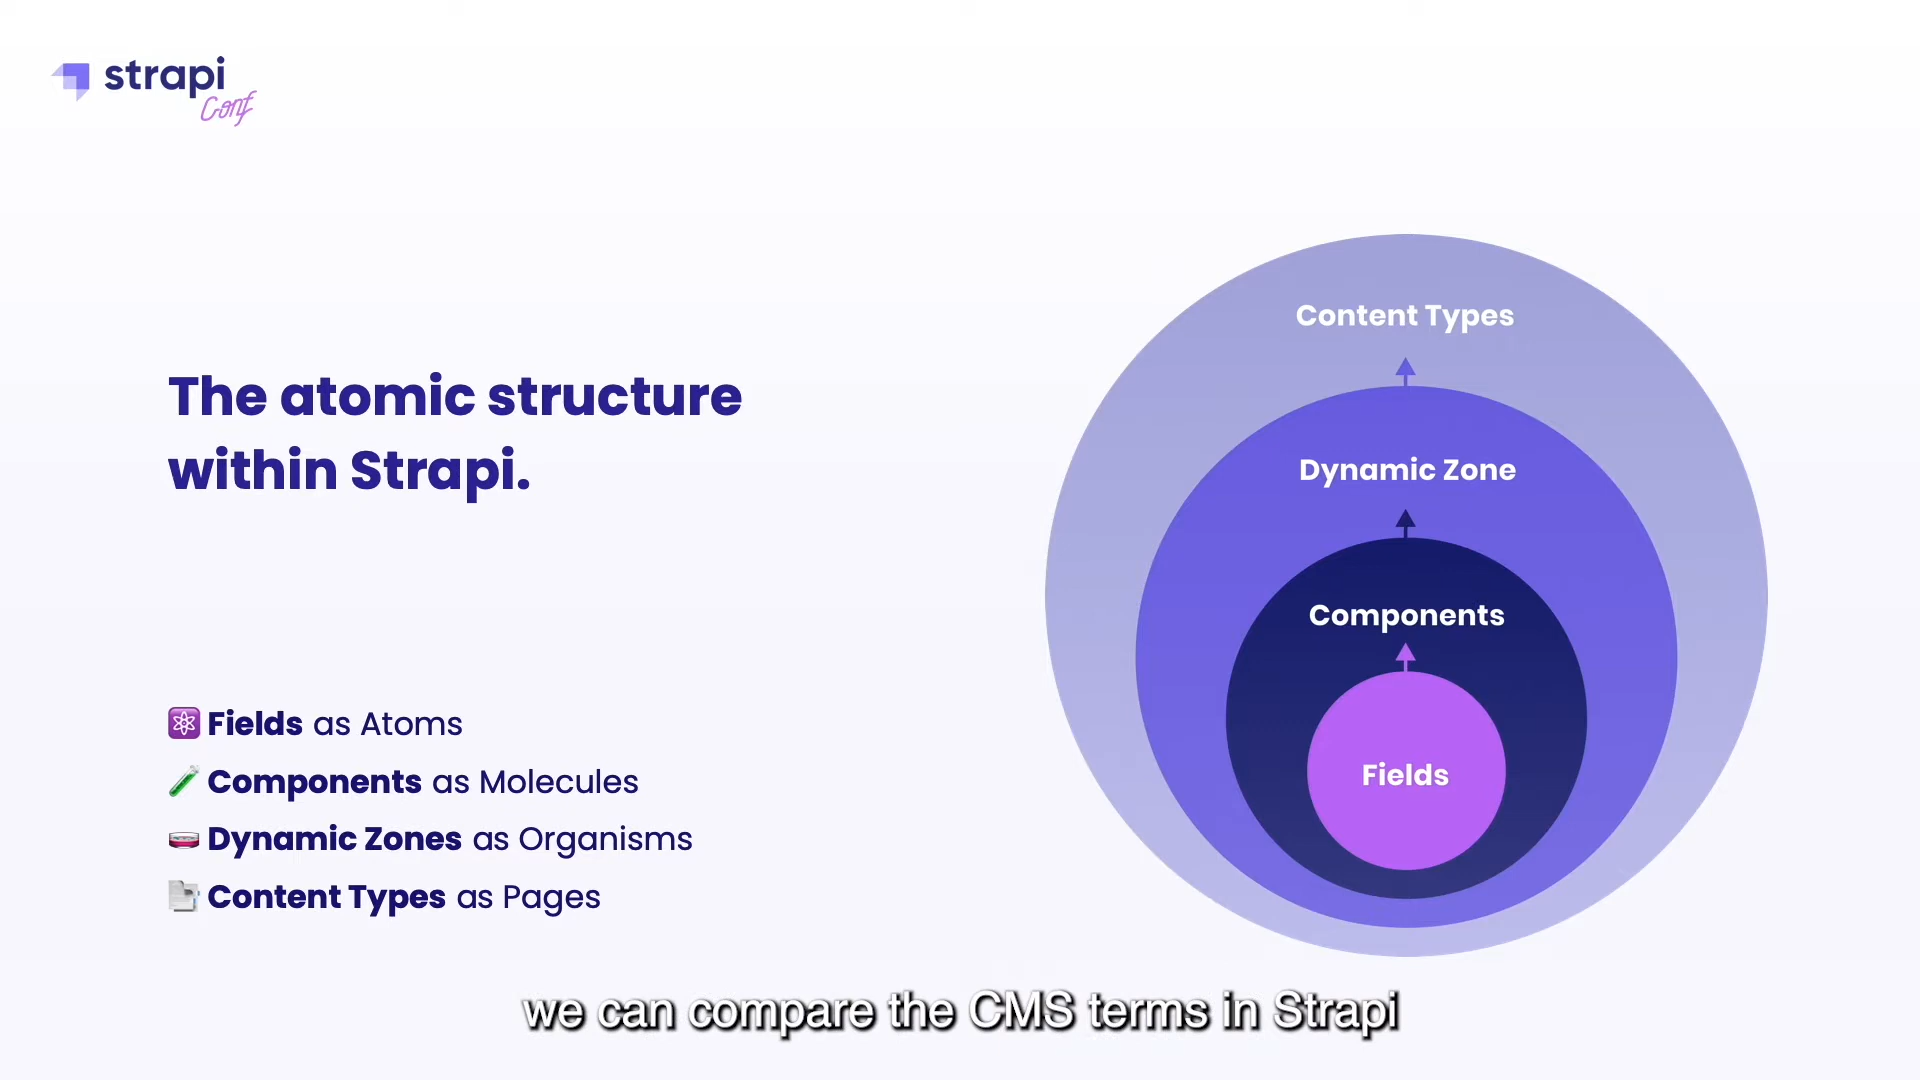 strapi
Conf
The atomic structure
within Strapi.
Fields as Atoms
Components as Molecules
Dynamic Zones as Organisms
Content Types as Pages
Content Types
Dynamic Zone
Components
Fields
we can compare the CMS terms in Strapi